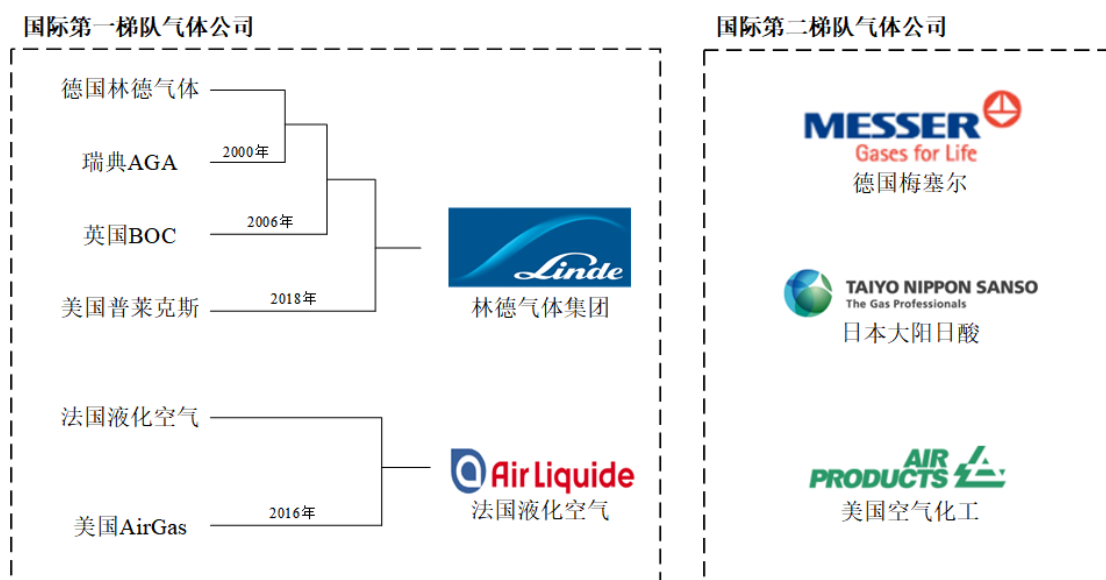 国际第一梯队气体公司
德国林德气体
瑞典AGA
2000年
英国BOC
2006年
美国普莱克斯
2018年
Linde
林德气体集团
法国液化空气
美国AirGas
2016年
Air Liquide
法国液化空气
国际第二梯队气体公司
MESSER
Gases for Life
德国梅塞尔
TAIYO NIPPON SANSO
The Gas Professionals
日本大阳日酸
AIR
PRODUCTS
美国空气化工